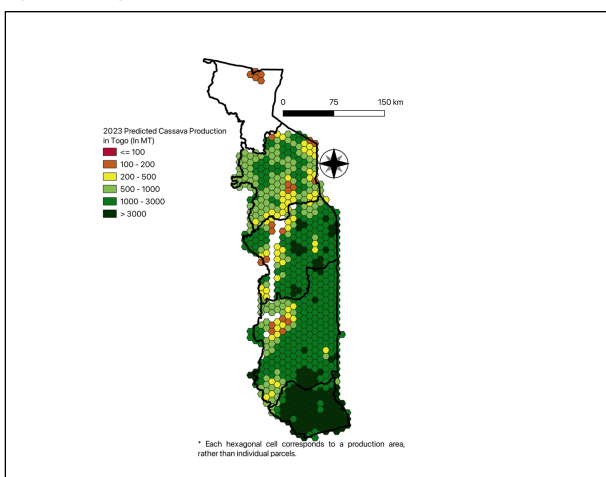 0 75 150 km
2023 Predicted Cassava Production
in Togo (In MT)
<= 100
100 - 200
200 - 500
500 - 1000
1000 - 3000
> 3000
* Each hexagonal cell corresponds to a production area,
rather than individual parcels.